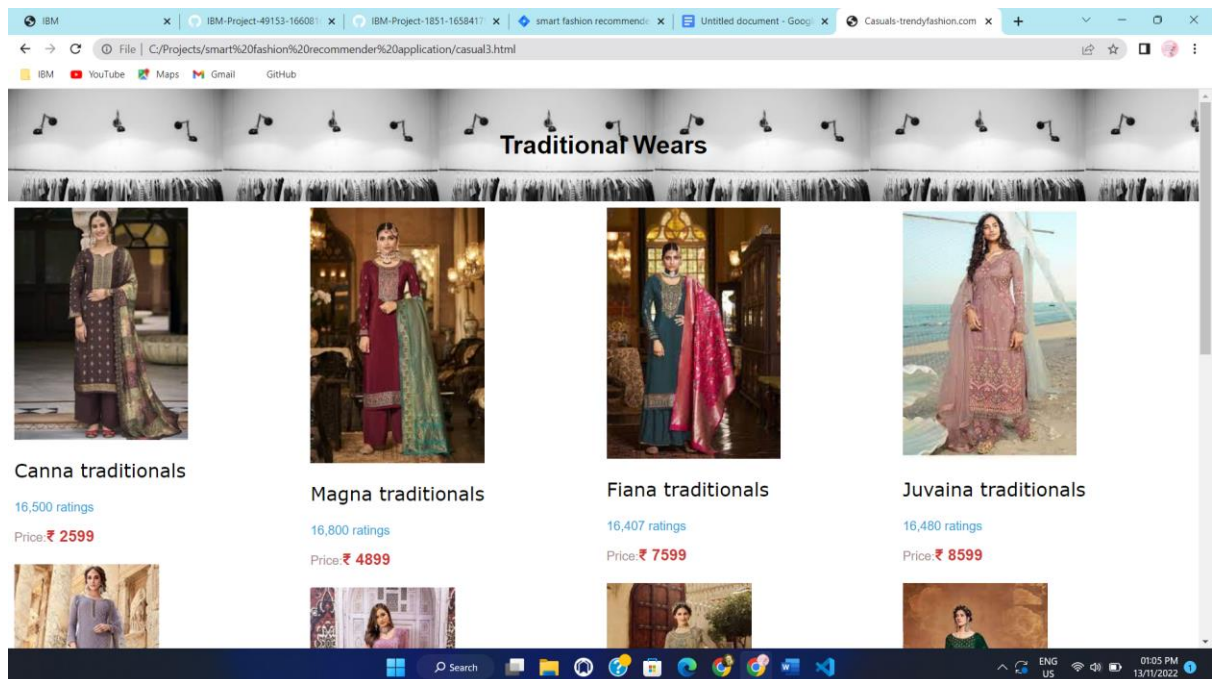 IBM
IBM-Project-49153-166081
IBM-Project-1851-1658417
smart fashion recommende
Untitled document - Googl
Casuals-trendyfashion.com
File | C:/Projects/smart%20fashion%20recommender%20application/casual3.html
IBM
YouTube
Maps
Gmail
GitHub
Traditional Wears
Canna traditionals
16,500 ratings
Price:₹ 2599
Magna traditionals
16,800 ratings
Price:₹ 4899
Fiana traditionals
16,407 ratings
Price:₹ 7599
Juvaina traditionals
16,480 ratings
Price:₹ 8599
Search
ENG
US
01:05 PM
13/11/2022
1